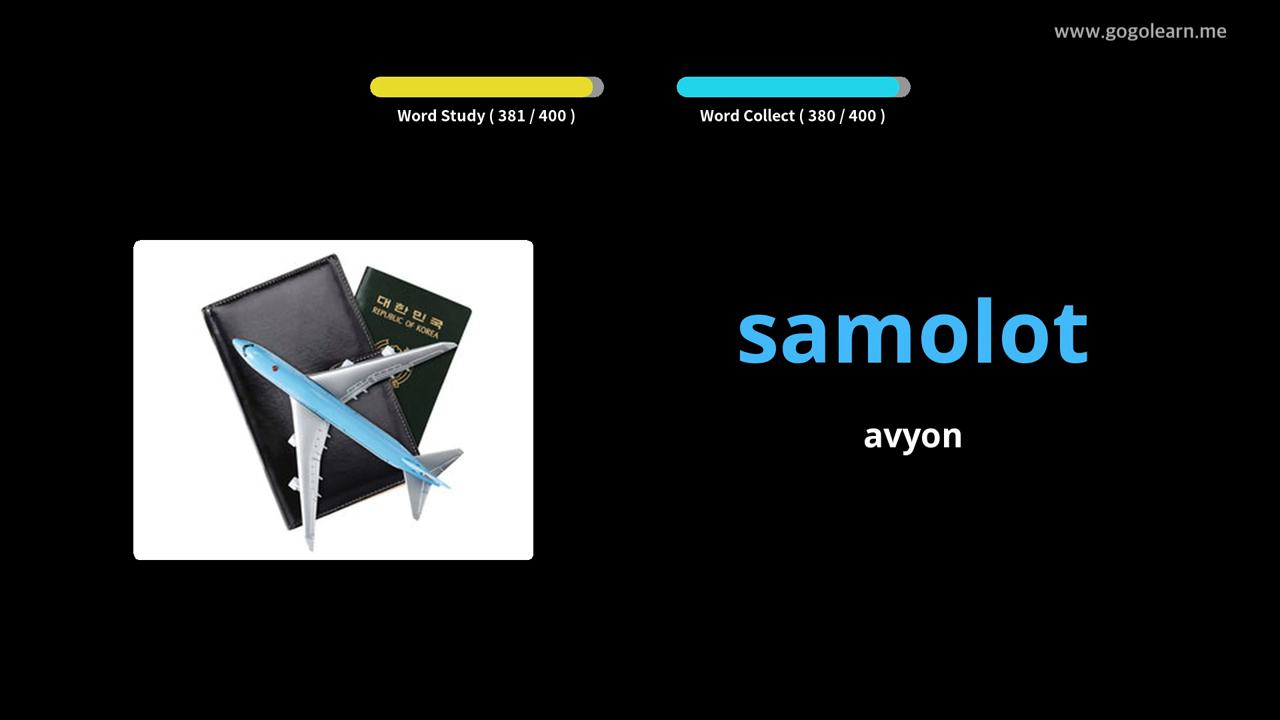 www.gogolearn.me
Word Study ( 381 / 400 )
Word Collect ( 380 / 400 )
대한민국
REPUBLIC OF KOREA
samolot
avyon